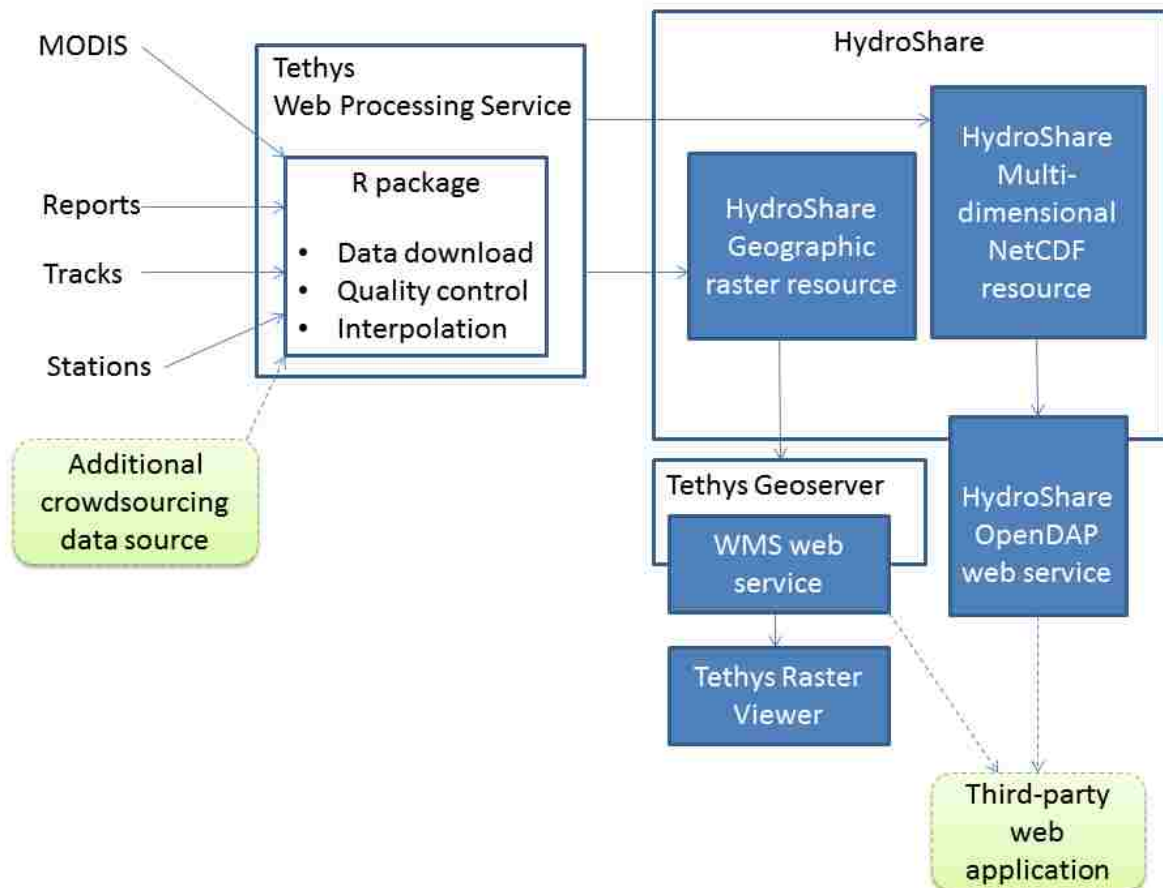 MODIS
Reports
Tracks
Stations
Additional
crowdsourcing
data source
Tethys
Web Processing Service
R package
• Data download
• Quality control
• Interpolation
HydroShare
HydroShare
Geographic
raster resource
HydroShare
Multi-
dimensional
NetCDF
resource
Tethys Geoserver
WMS web
service
Tethys Raster
Viewer
HydroShare
OpenDAP
web service
Third-party
web
application